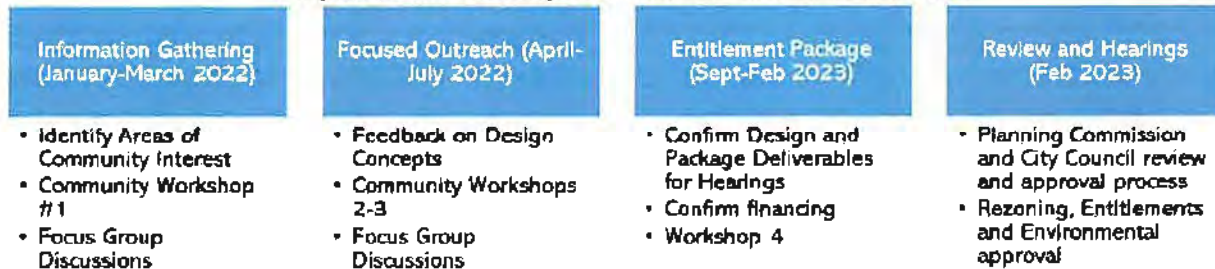 Information Gathering
(January-March 2022)
• Identify Areas of
Community Interest
• Community Workshop
#1
• Focus Group
Discussions
Focused Outreach (April-
July 2022)
• Feedback on Design
Concepts
• Community Workshops
2-3
• Focus Group
Discussions
Entitlement Package
(Sept-Feb 2023)
• Confirm Design and
Package Deliverables
for Hearings
• Confirm financing
• Workshop 4
Review and Hearings
(Feb 2023)
• Planning Commission
and City Council review
and approval process
• Rezoning, Entitlements
and Environmental
approval